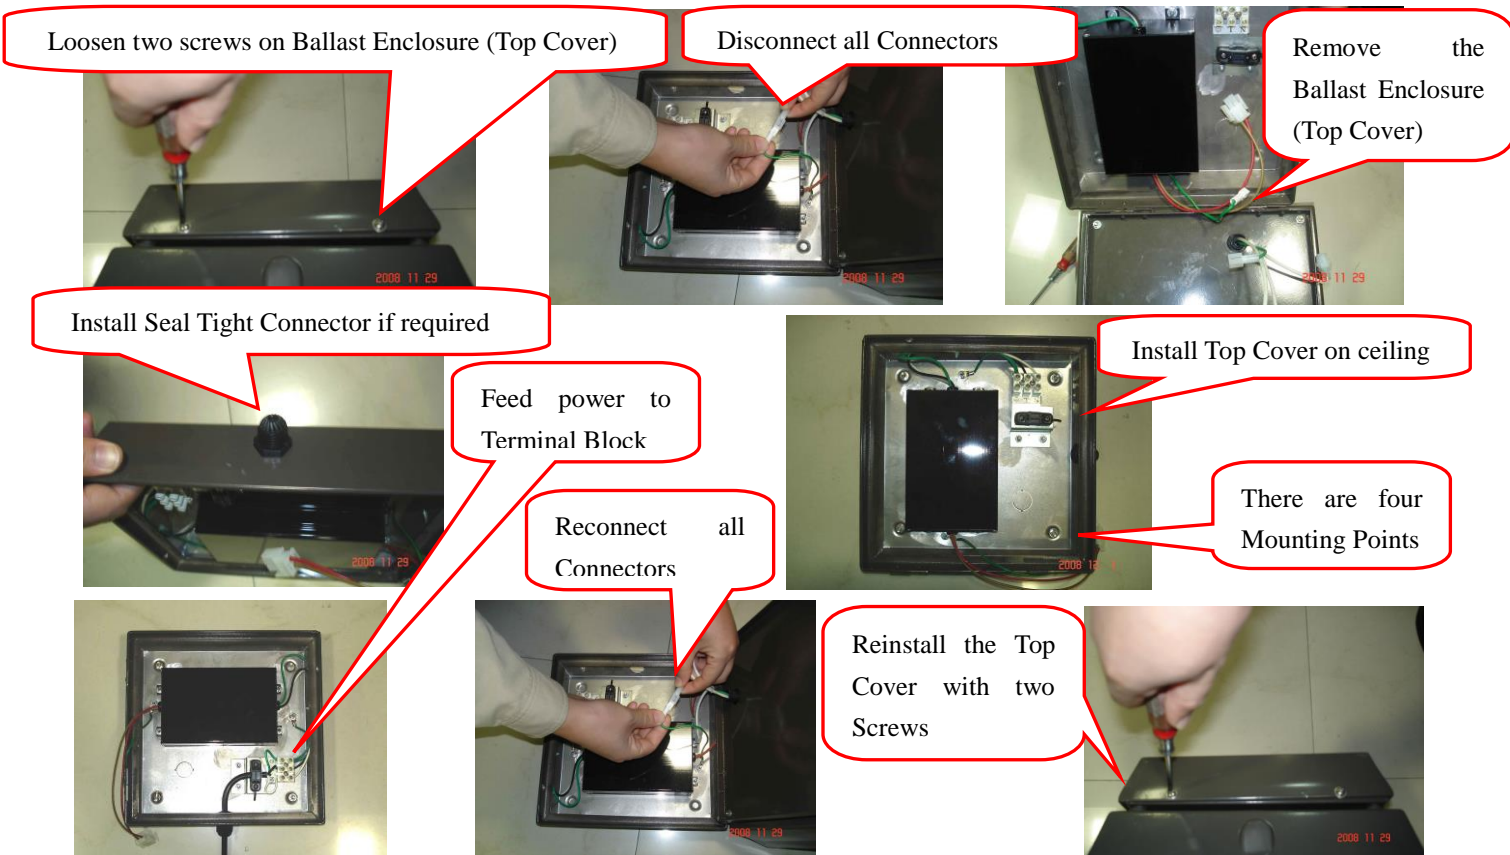 Loosen two screws on Ballast Enclosure (Top Cover)
Disconnect all Connectors
Remove the
Ballast Enclosure
(Top Cover)
2008 11 29
2008 11 29
2008 11 29
Install Seal Tight Connector if required
Feed power to
Terminal Block
Install Top Cover on ceiling
There are four
Mounting Points
2008 11 29
2008
Reconnect all
Connectors
Reinstall the Top
Cover with two
Screws
2008 11 29
2008 11 29